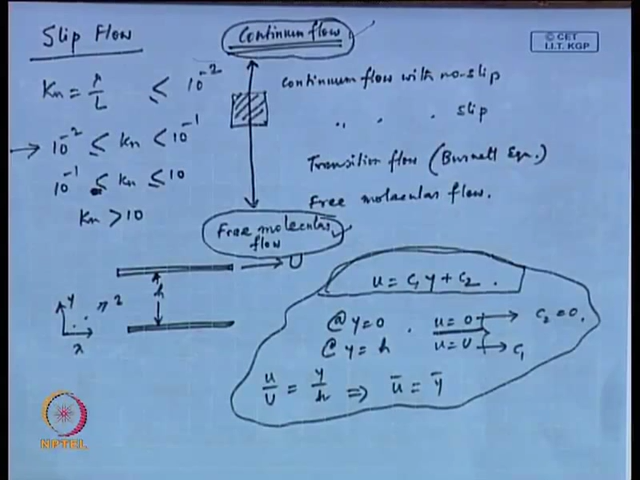 Slip Flow
Continuum flow
© CET
I.I.T. KGP
Kn = λ/L ≤ 10⁻²
continuum flow with no-slip
10⁻² ≤ Kn < 10⁻¹
" " " slip
10⁻¹ ≤ Kn ≤ 10
Transition flow (Burnett Eqn.)
Kn > 10
Free molecular flow.
Free molecular flow
U
h
y
x
u = C₁ y + C₂ .
@ y = 0 , u = 0 → C₂ = 0.
@ y = h u = U → C₁
u/U = y/h ⇒ ū = ȳ
NPTEL